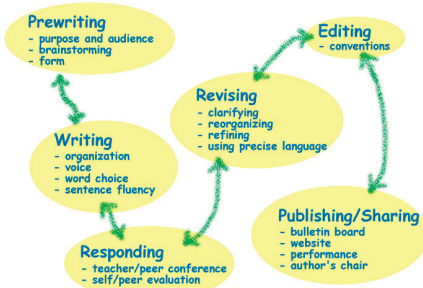 Prewriting
- purpose and audience
- brainstorming
- form
Writing
- organization
- voice
- word choice
- sentence fluency
Responding
- teacher/peer conference
- self/peer evaluation
Revising
- clarifying
- reorganizing
- refining
- using precise language
Editing
- conventions
Publishing/Sharing
- bulletin board
- website
- performance
- author's chair